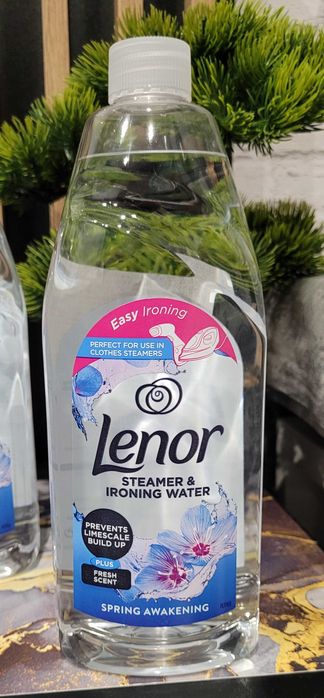 Easy Ironing
PERFECT FOR USE IN
CLOTHES STEAMERS
Lenor
STEAMER &
IRONING WATER
PREVENTS
LIMESCALE
BUILD UP
PLUS
FRESH
SCENT
SPRING AWAKENING